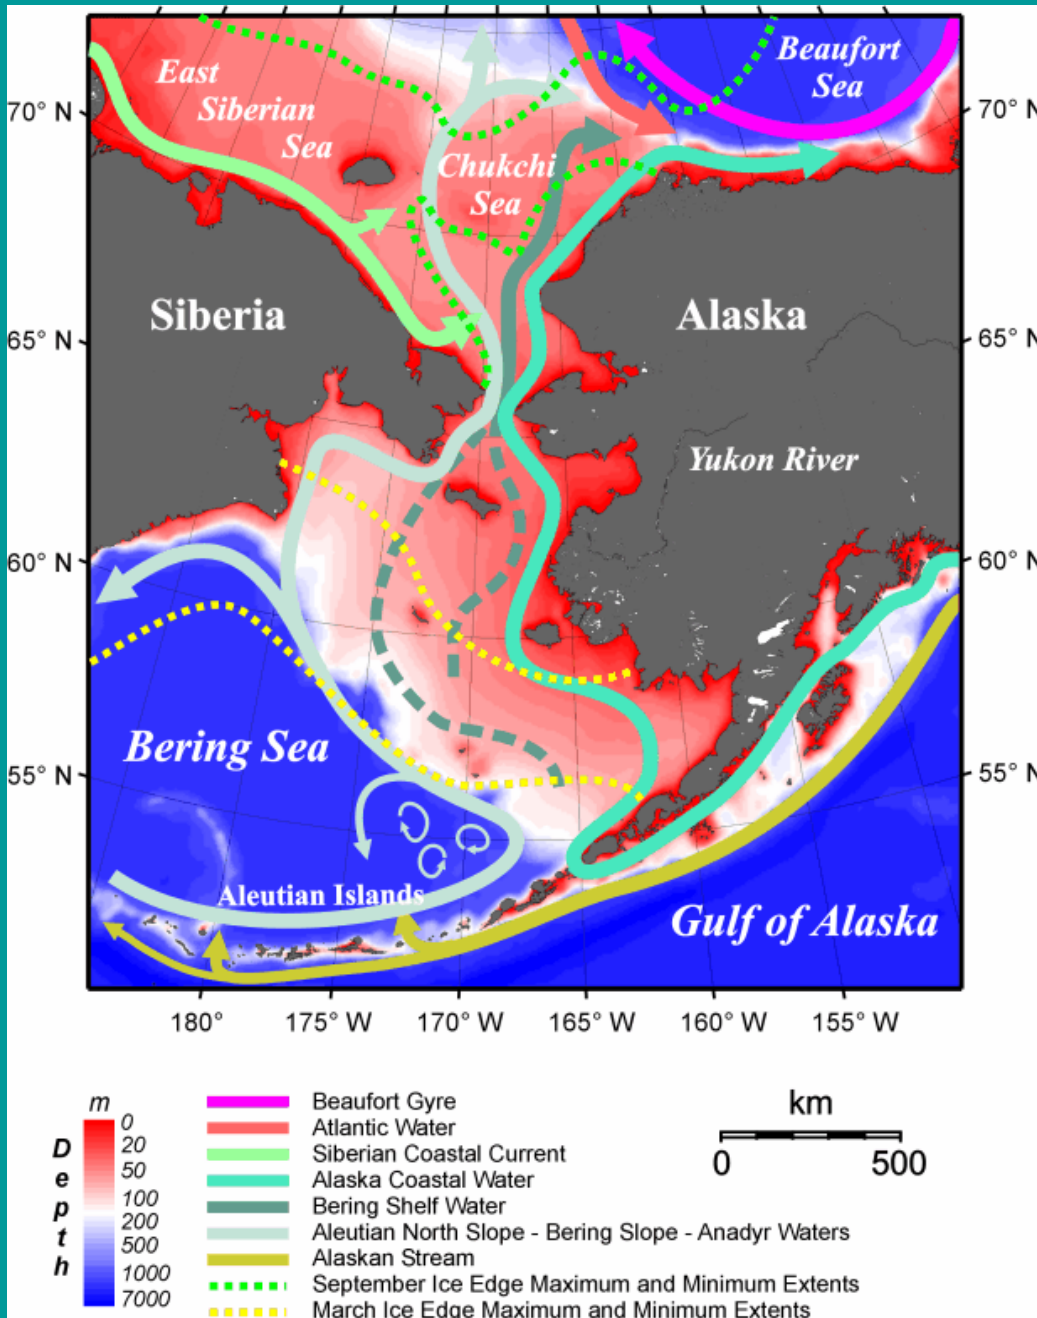 East
Siberian
Sea
Beaufort
Sea
70° N
70° N
Chukchi
Sea
Siberia
Alaska
65° N
65° N
Yukon River
60° N
60° N
Bering Sea
55° N
55° N
Aleutian Islands
Gulf of Alaska
180° 175° W 170° W 165° W 160° W 155° W
m
Depth
0
20
50
100
200
500
1000
7000
Beaufort Gyre
Atlantic Water
Siberian Coastal Current
Alaska Coastal Water
Bering Shelf Water
Aleutian North Slope - Bering Slope - Anadyr Waters
Alaskan Stream
September Ice Edge Maximum and Minimum Extents
March Ice Edge Maximum and Minimum Extents
km
0 500